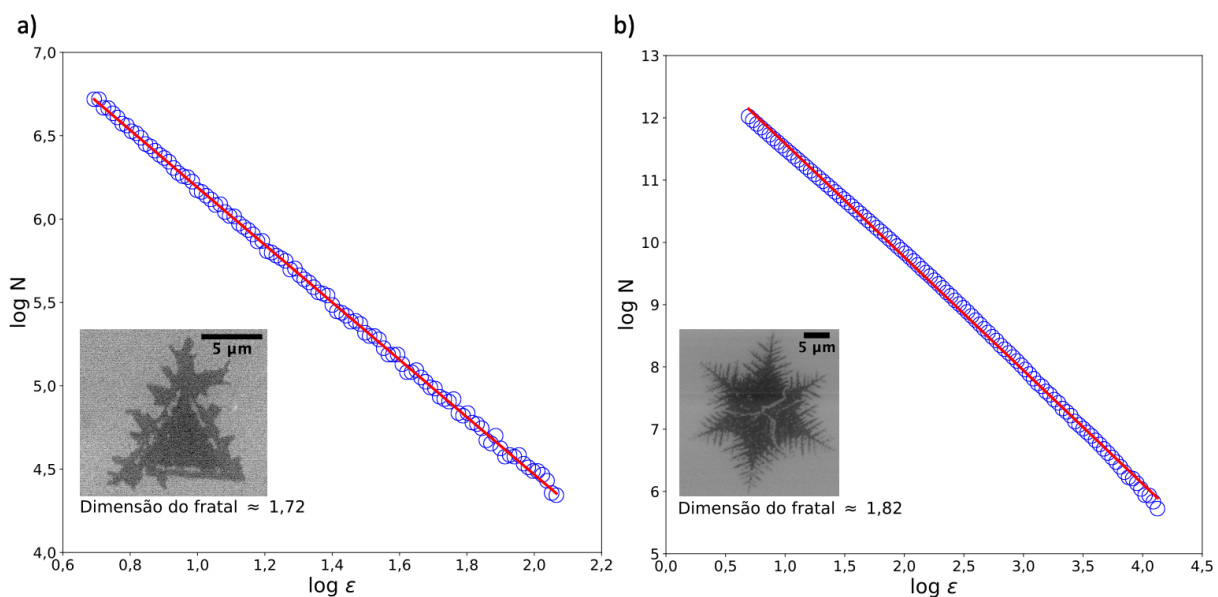 a)
7,0
6,5
6,0
5,5
5,0
4,5
4,0
log N
5 µm
Dimensão do fratal ≈ 1,72
0,6 0,8 1,0 1,2 1,4 1,6 1,8 2,0 2,2
log ε
b)
13
12
11
10
9
8
7
6
5
log N
5 µm
Dimensão do fratal ≈ 1,82
0,0 0,5 1,0 1,5 2,0 2,5 3,0 3,5 4,0 4,5
log ε